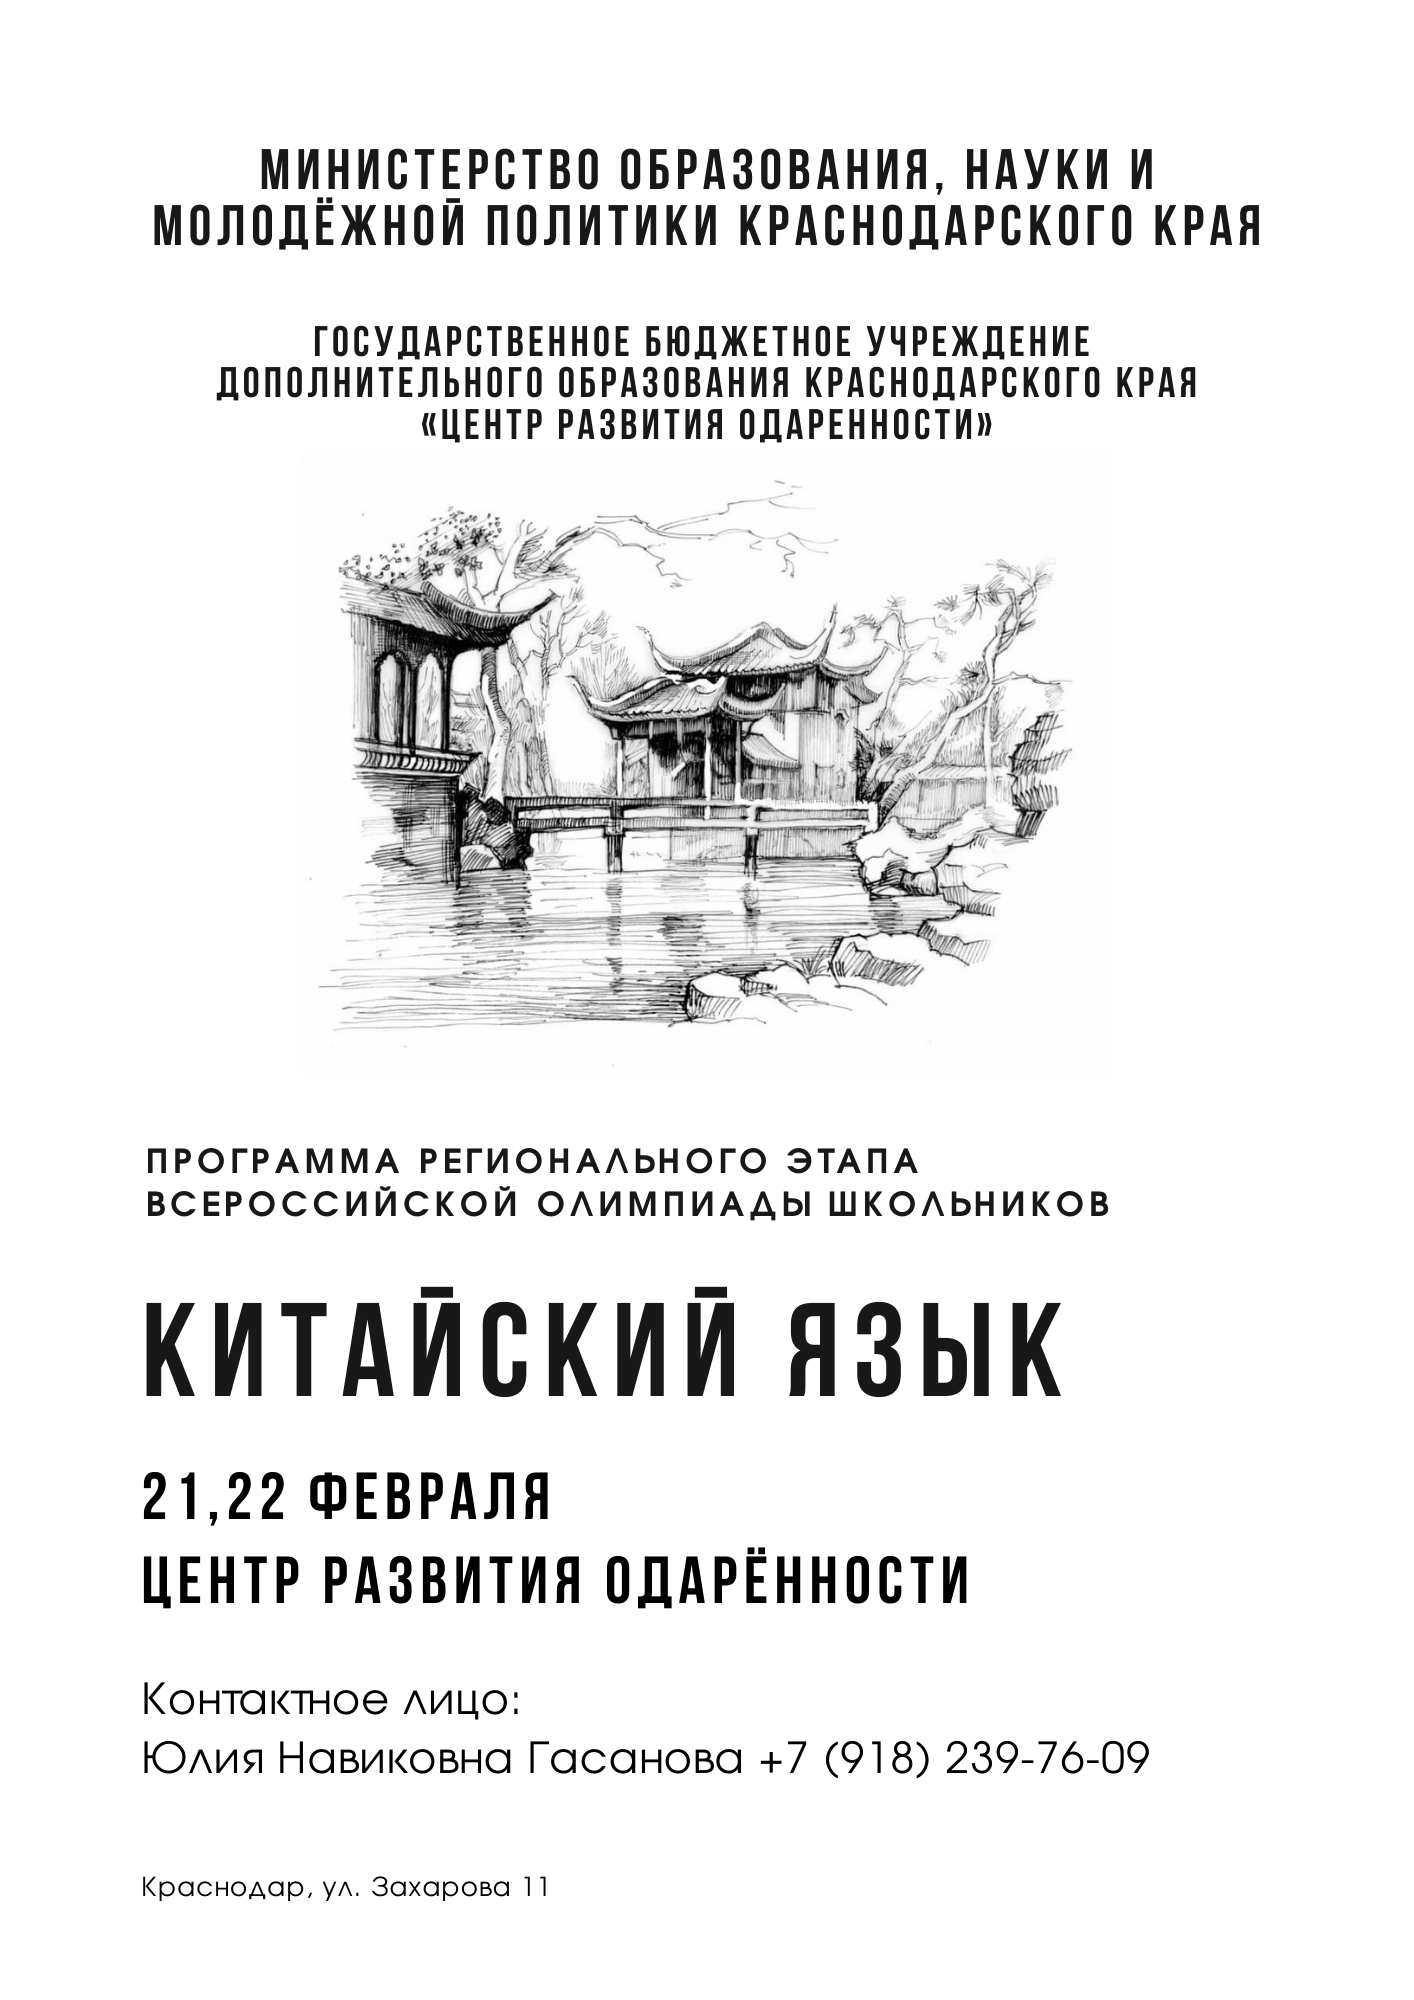 МИНИСТЕРСТВО ОБРАЗОВАНИЯ, НАУКИ И
МОЛОДЁЖНОЙ ПОЛИТИКИ КРАСНОДАРСКОГО КРАЯ
ГОСУДАРСТВЕННОЕ БЮДЖЕТНОЕ УЧРЕЖДЕНИЕ
ДОПОЛНИТЕЛЬНОГО ОБРАЗОВАНИЯ КРАСНОДАРСКОГО КРАЯ
«ЦЕНТР РАЗВИТИЯ ОДАРЕННОСТИ»
ПРОГРАММА РЕГИОНАЛЬНОГО ЭТАПА
ВСЕРОССИЙСКОЙ ОЛИМПИАДЫ ШКОЛЬНИКОВ
КИТАЙСКИЙ ЯЗЫК
21,22 ФЕВРАЛЯ
ЦЕНТР РАЗВИТИЯ ОДАРЁННОСТИ
Контактное лицо:
Юлия Навиковна Гасанова +7 (918) 239-76-09
Краснодар, ул. Захарова 11